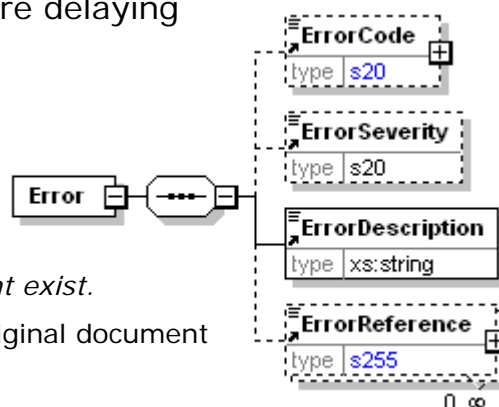 re delaying
ErrorCode
type s20
ErrorSeverity
type s20
Error
ErrorDescription
type xs:string
nt exist.
iginal document
ErrorReference
type s255
0..∞